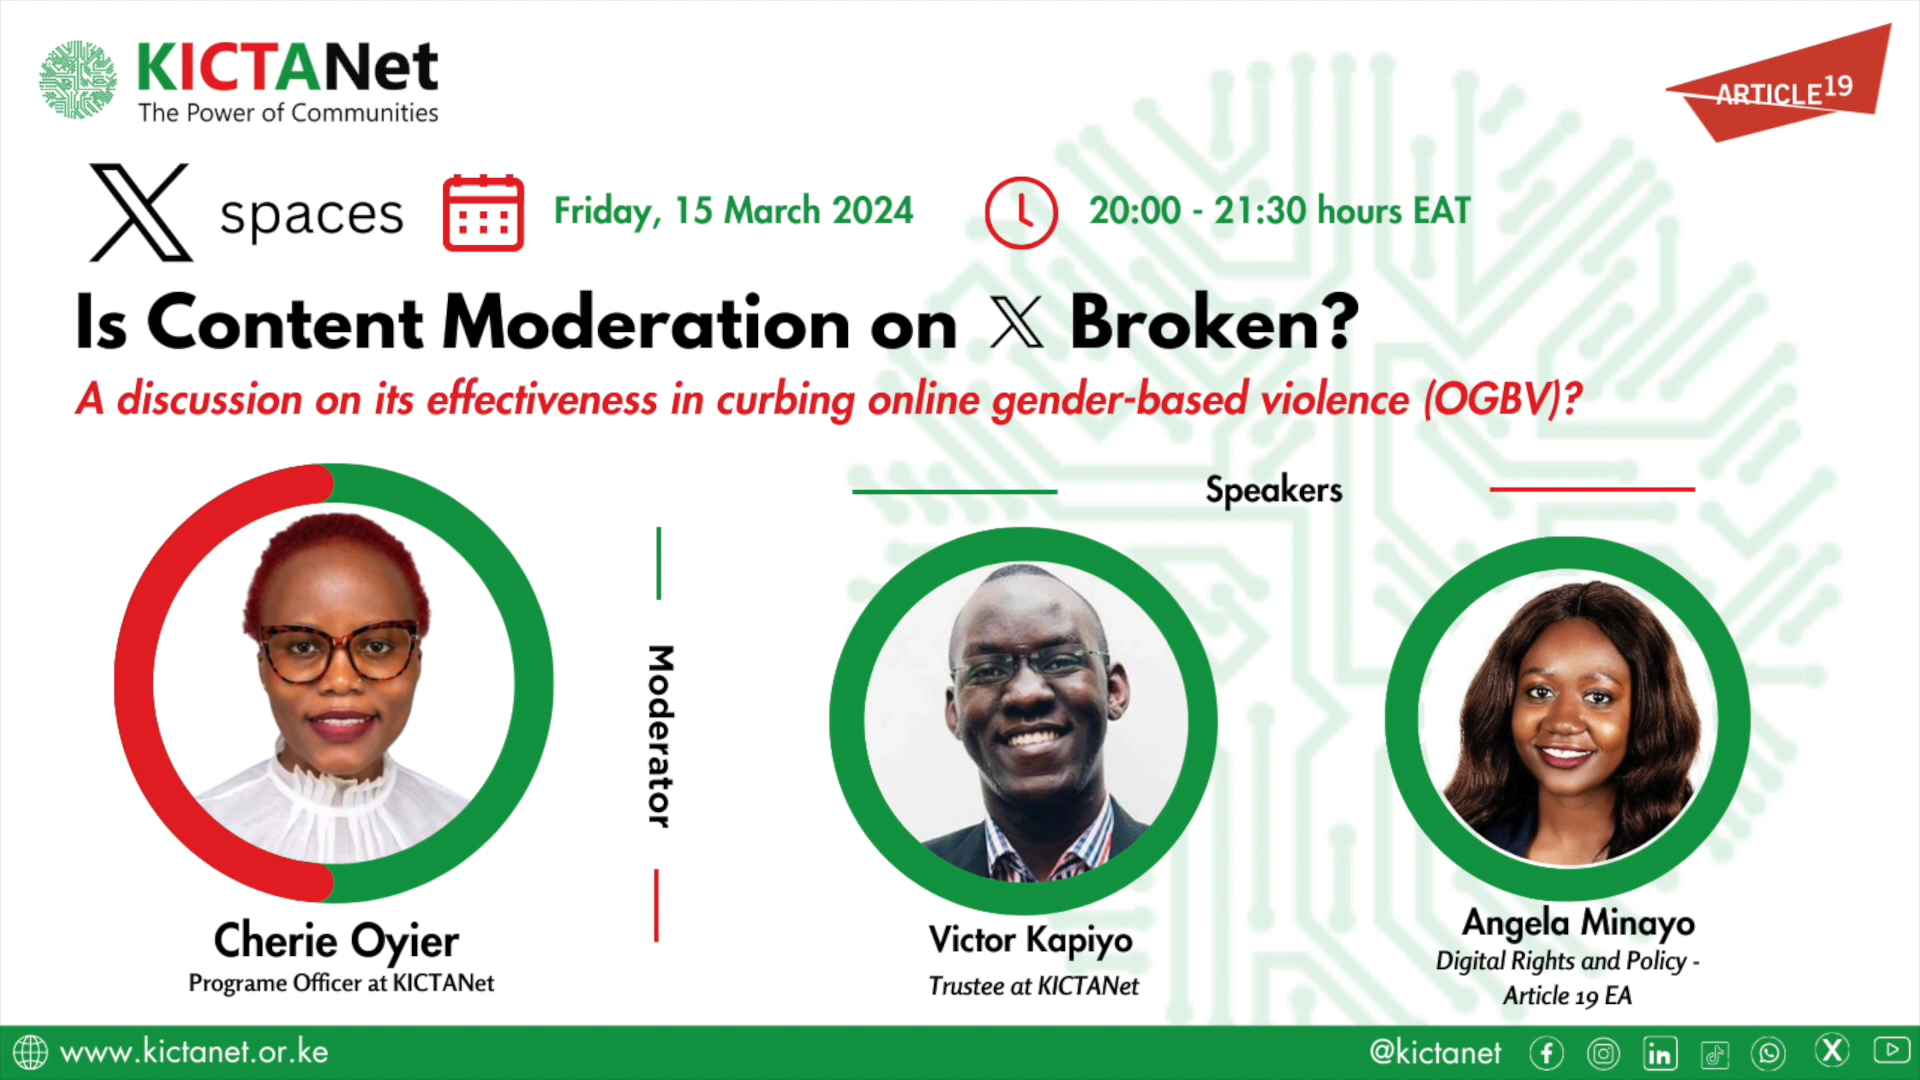 KICTANet
The Power of Communities
ARTICLE19
X spaces
Friday, 15 March 2024
20:00 - 21:30 hours EAT
Is Content Moderation on X Broken?
A discussion on its effectiveness in curbing online gender-based violence (OGBV)?
Moderator
Speakers
Cherie Oyier
Programe Officer at KICTANet
Victor Kapiyo
Trustee at KICTANet
Angela Minayo
Digital Rights and Policy -
Article 19 EA
www.kictanet.or.ke
@kictanet